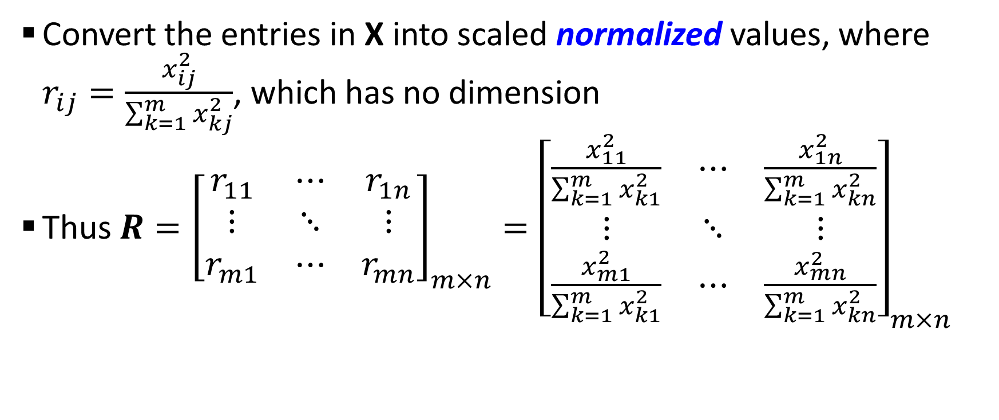 ▪ Convert the entries in X into scaled normalized values, where
r_{ij} = \frac{x_{ij}^2}{\sum_{k=1}^{m} x_{kj}^2}, which has no dimension
▪ Thus R = \begin{bmatrix} r_{11} & \cdots & r_{1n} \\ \vdots & \ddots & \vdots \\ r_{m1} & \cdots & r_{mn} \end{bmatrix}_{m×n} = \begin{bmatrix} \frac{x_{11}^2}{\sum_{k=1}^{m} x_{k1}^2} & \cdots & \frac{x_{1n}^2}{\sum_{k=1}^{m} x_{kn}^2} \\ \vdots & \ddots & \vdots \\ \frac{x_{m1}^2}{\sum_{k=1}^{m} x_{k1}^2} & \cdots & \frac{x_{mn}^2}{\sum_{k=1}^{m} x_{kn}^2} \end{bmatrix}_{m×n}